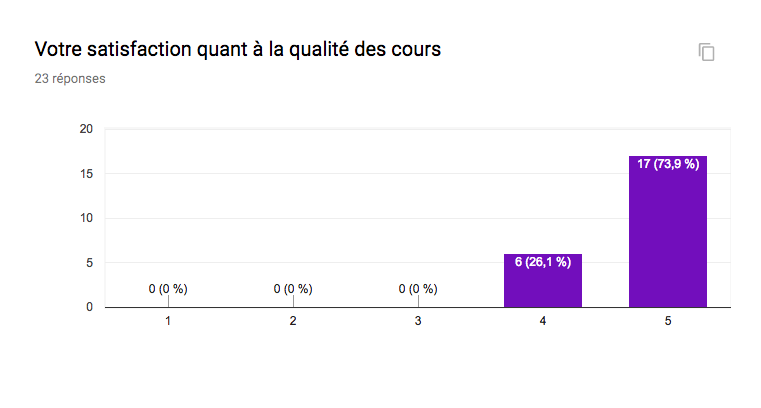 Votre satisfaction quant à la qualité des cours
23 réponses
20
15
10
5
0
0 (0 %)
0 (0 %)
0 (0 %)
6 (26,1 %)
17 (73,9 %)
1 2 3 4 5